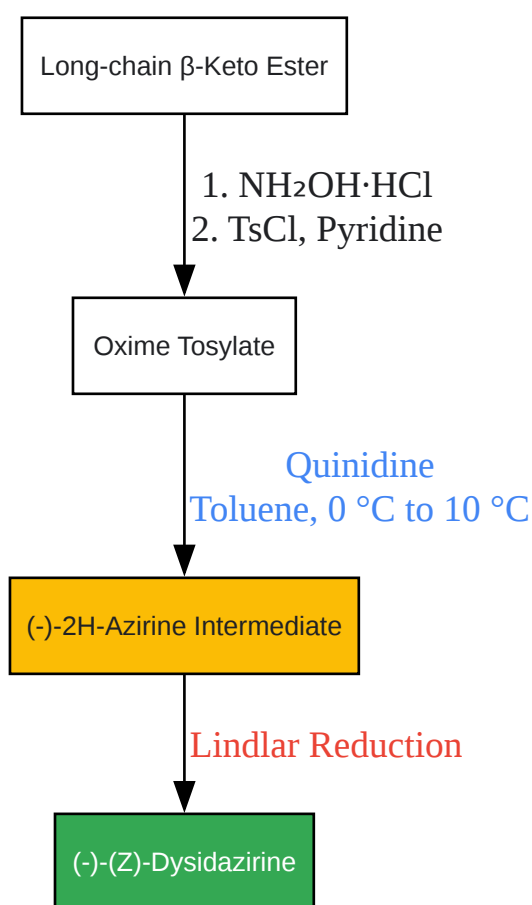 Long-chain β-Keto Ester
1. NH₂OH·HCl
2. TsCl, Pyridine
Oxime Tosylate
Quinidine
Toluene, 0 °C to 10 °C
(-)-2H-Azirine Intermediate
Lindlar Reduction
(-)-(Z)-Dysidazirine